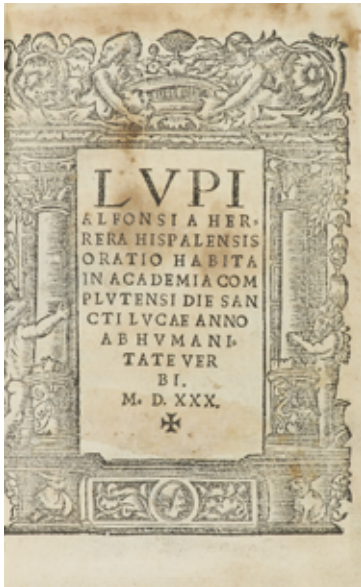 LVPI
ALFONSI A HER-
RERA HISPALENSIS
ORATIO HABITA
IN ACADEMIA COM
PLVTENSI DIE SAN
CTI LVCAE ANNO
AB HVMANI-
TATE VER
BI.
M. D. XXX.
✠